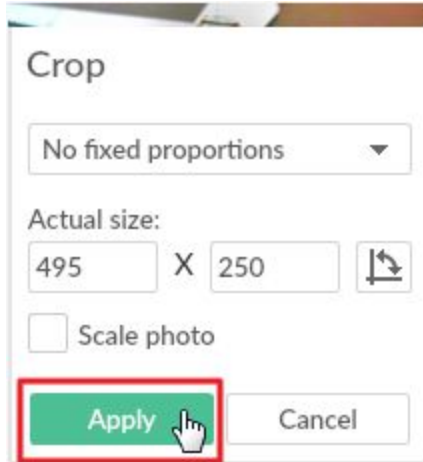 Crop
No fixed proportions
Actual size:
495 X 250
Scale photo
Apply Cancel